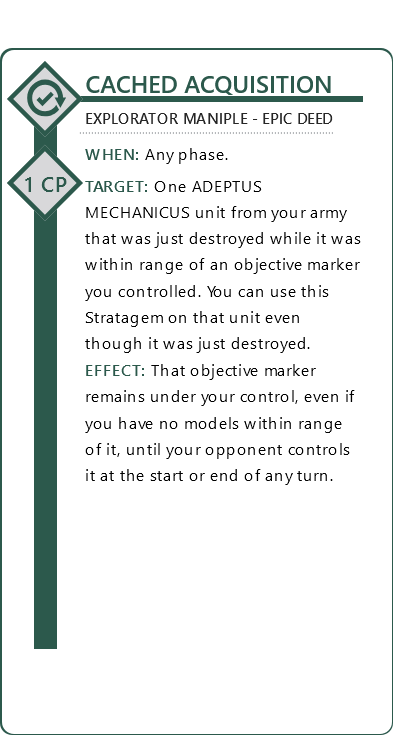 CACHED ACQUISITION
EXPLORATOR MANIPLE - EPIC DEED
WHEN: Any phase.
1 CP
TARGET: One ADEPTUS
MECHANICUS unit from your army
that was just destroyed while it was
within range of an objective marker
you controlled. You can use this
Stratagem on that unit even
though it was just destroyed.
EFFECT: That objective marker
remains under your control, even if
you have no models within range
of it, until your opponent controls
it at the start or end of any turn.